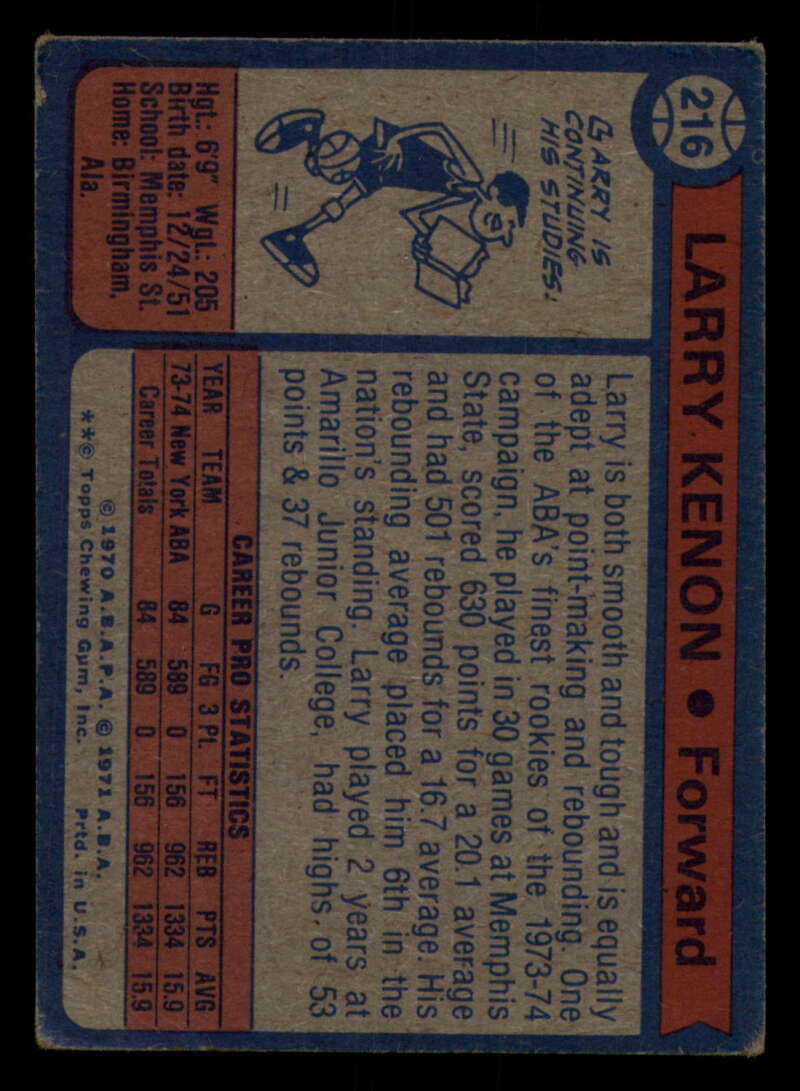 216
LARRY KENON • Forward
GARRY IS
CONTINUING
HIS STUDIES.
Hgt.: 6'9" Wgt.: 205
Birth date: 12/24/51
School: Memphis St.
Home: Birmingham,
Ala.
Larry is both smooth and tough and is equally
adept at point-making and rebounding. One
of the ABA's finest rookies of the 1973-74
campaign, he played in 30 games at Memphis
State, scored 630 points for a 20.1 average
and had 501 rebounds for a 16.7 average. His
rebounding average placed him 6th in the
nation's standing. Larry played 2 years at
Amarillo Junior College, had highs of 53
points & 37 rebounds.
CAREER PRO STATISTICS
YEAR TEAM G FG 3 Pt. FT REB PTS AVG
73-74 New York ABA 84 589 0 156 962 1334 15.9
Career Totals 84 589 0 156 962 1334 15.9
© 1970 A.B.A.P.A. © 1971 A.B.A.
**© Topps Chewing Gum, Inc. Prtd. in U.S.A.